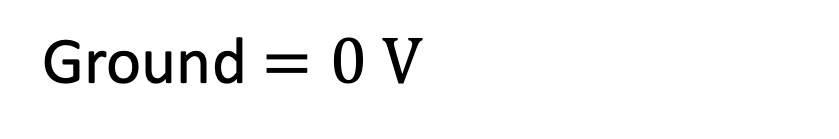 Ground = 0 V